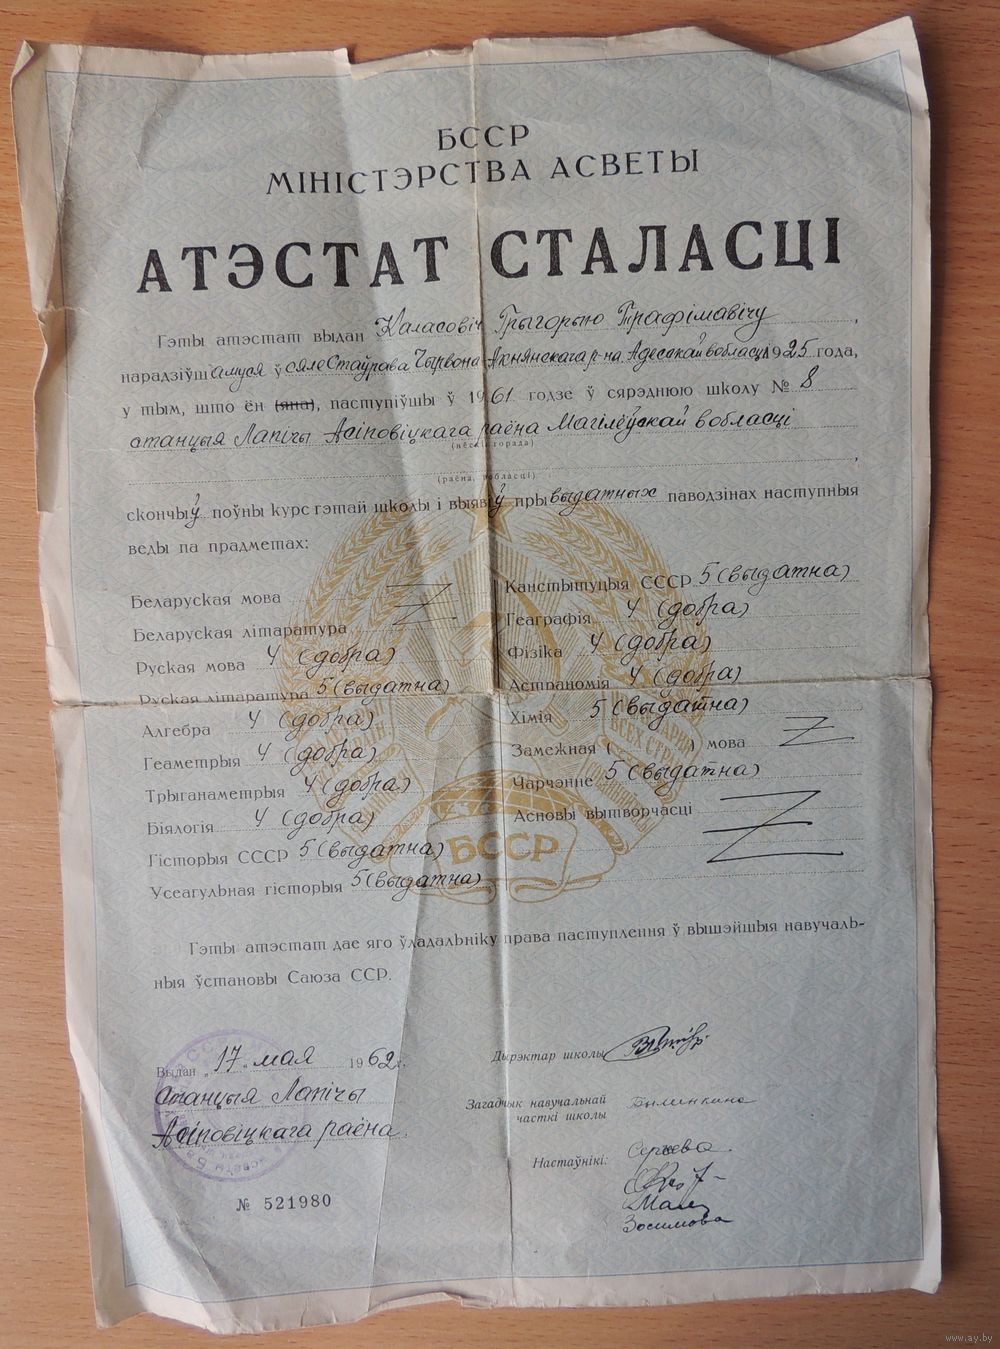 БССР
МІНІСТЭРСТВА АСВЕТЫ
АТЭСТАТ СТАЛАСЦІ
Гэты атэстат выдан Каласовіч Грыгорыю Трафімавічу,
нарадзіўшамуся ў сяле Стаўрава Чырвона-Акнянскага р-на Адэсскай вобласці 1925 года,
у тым, што ён (яна), паступіўшы ў 1961 годзе ў сярэднюю школу № 8
станцыя Лапічы Асіповіцкага раёна Магілёўскай вобласці
(вёскі, горада)
(раёна, вобласці)
скончыў поўны курс гэтай школы і выявіў пры выдатных паводзінах наступныя
веды па прадметах:
Беларуская мова
Беларуская літаратура
Руская мова 4 (добра)
Руская літаратура 5 (выдатна)
Алгебра 4 (добра)
Геаметрыя 4 (добра)
Трыганаметрыя 4 (добра)
Біялогія 4 (добра)
Гісторыя СССР 5 (выдатна)
Усеагульная гісторыя 5 (выдатна)
Канстытуцыя СССР 5 (выдатна)
Геаграфія 4 (добра)
Фізіка 4 (добра)
Астраномія 4 (добра)
Хімія 5 (выдатна)
Замежная ( ) мова
Чарчэнне 5 (выдатна)
Асновы вытворчасці
БССР
Гэты атэстат дае яго ўладальніку права паступлення ў вышэйшыя навучаль-
ныя ўстановы Саюза ССР.
Выдан „17„ мая 1962 г.
Станцыя Лапічы
Асіповіцкага раёна.
№ 521980
Дырэктар школы
Загадчык навучальнай
часткі школы
Настаўнікі:
Зосимова
www.ay.by